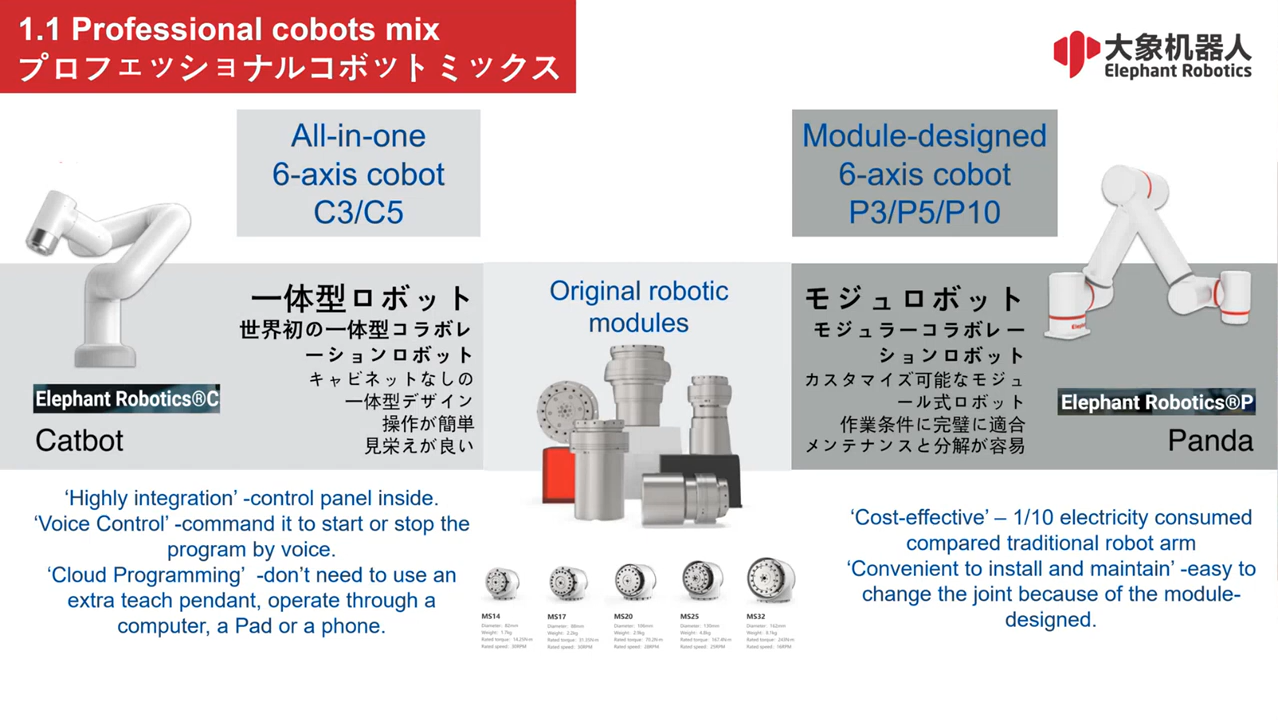 1.1 Professional cobots mix
プロフェッショナルコボットミックス
大象机器人
Elephant Robotics
All-in-one
6-axis cobot
C3/C5
Module-designed
6-axis cobot
P3/P5/P10
一体型ロボット
世界初の一体型コラボレ
ーションロボット
キャビネットなしの
一体型デザイン
操作が簡単
見栄えが良い
Elephant Robotics®C
Catbot
Original robotic
modules
モジュロボット
モジュラーコラボレー
ションロボット
カスタマイズ可能なモジュ
ール式ロボット
作業条件に完璧に適合
メンテナンスと分解が容易
Elephant Robotics®P
Panda
‘Highly integration’ -control panel inside.
‘Voice Control’ -command it to start or stop the
program by voice.
‘Cloud Programming’ -don’t need to use an
extra teach pendant, operate through a
computer, a Pad or a phone.
MS14
Weight: 1.7kg
Rated speed: 30RPM
MS17
Rated speed: 30RPM
MS20
MS25
Rated speed: 25RPM
MS32
‘Cost-effective’ – 1/10 electricity consumed
compared traditional robot arm
‘Convenient to install and maintain’ -easy to
change the joint because of the module-
designed.